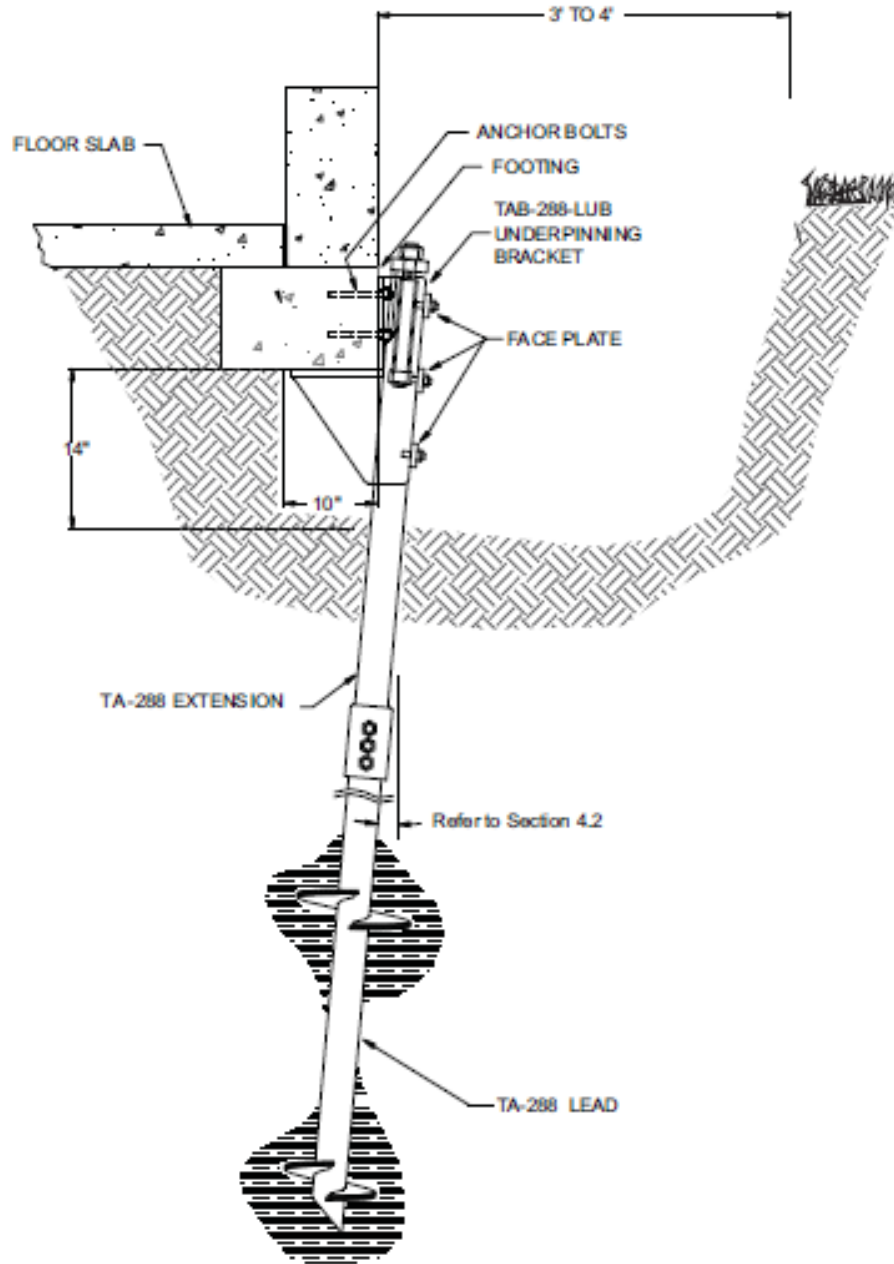 3' TO 4'
ANCHOR BOLTS
FLOOR SLAB
FOOTING
TAB-288-LUB
UNDERPINNING
BRACKET
FACE PLATE
14"
10"
TA-288 EXTENSION
Refer to Section 4.2
TA-288 LEAD